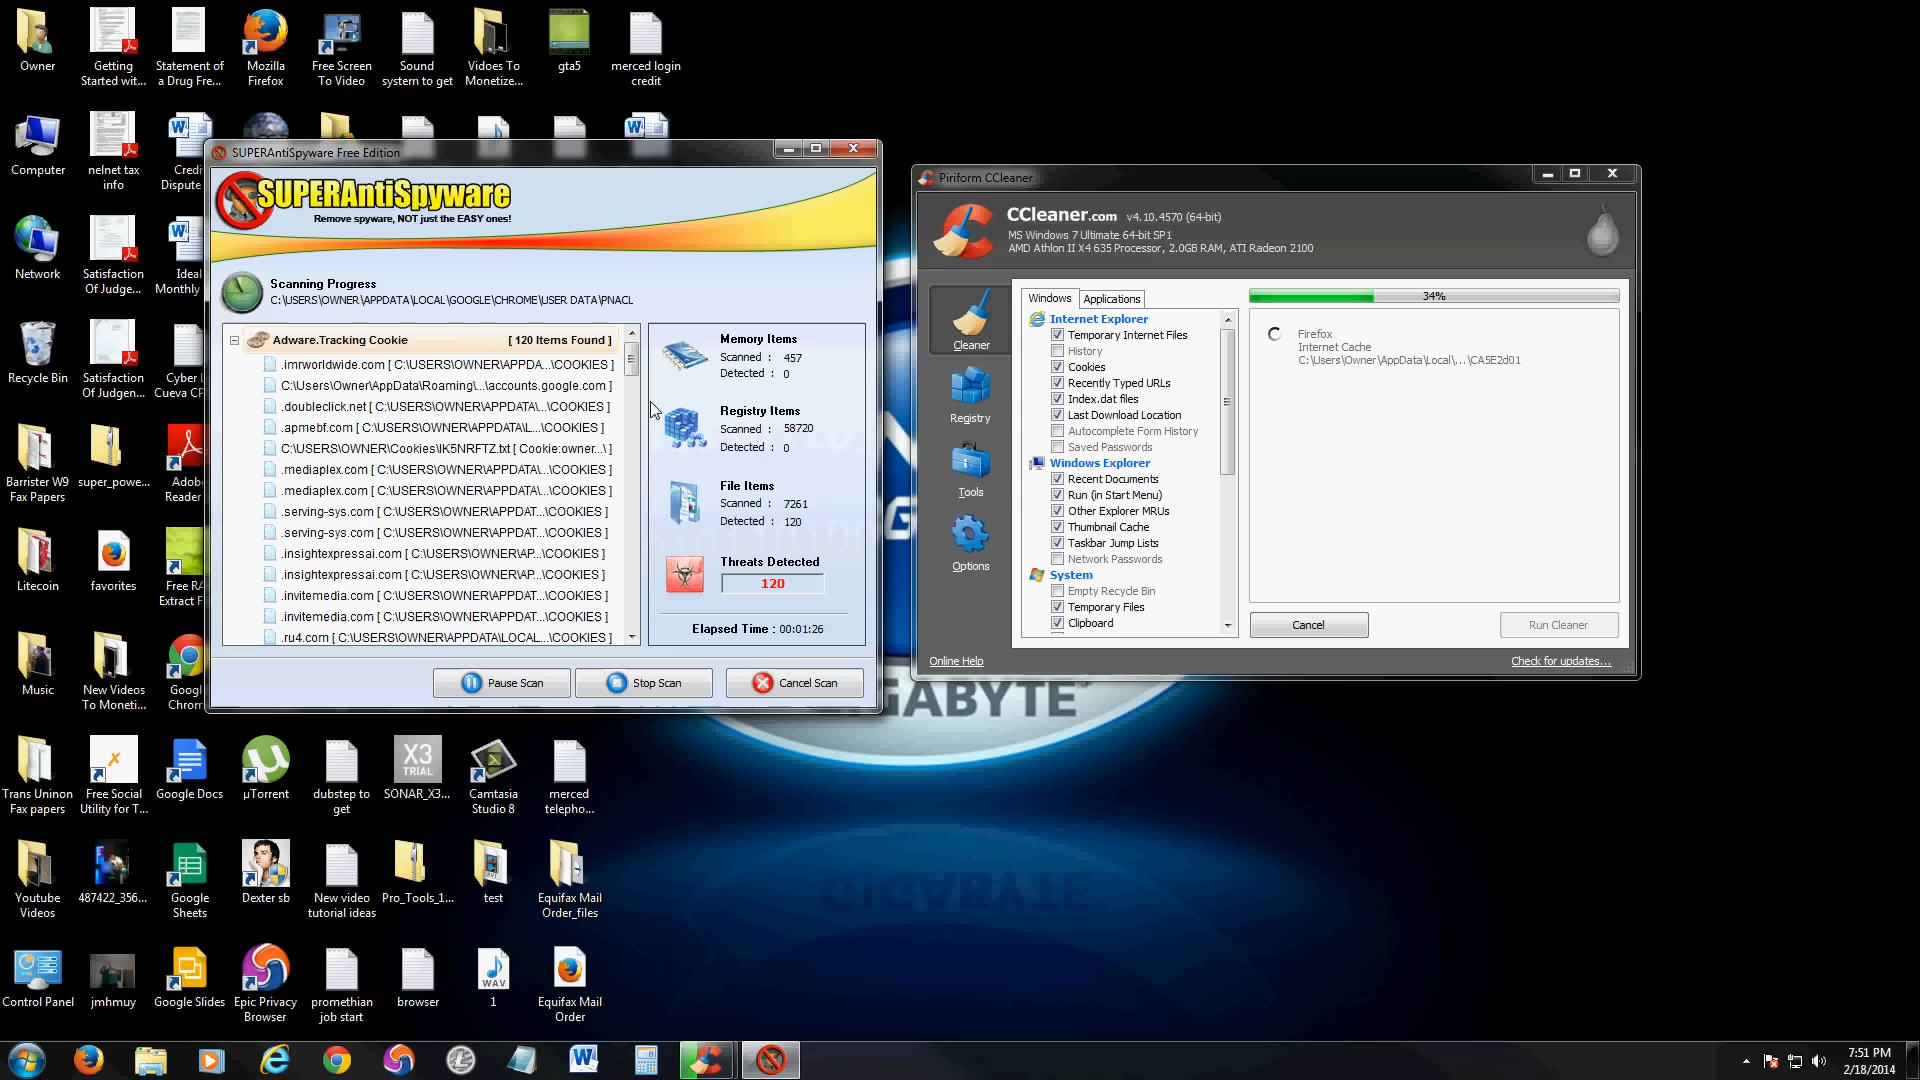 Owner
Getting Started wit...
Statement of a Drug Fre...
Mozilla Firefox
Free Screen To Video
Sound system to get
Vidoes To Monetize...
gta5
merced login credit
Computer
nelnet tax info
Credi
Dispute
Network
Satisfaction Of Judge...
Ideal
Monthly
Recycle Bin
Satisfaction Of Judgen...
Cyber L
Cueva CP
Barrister W9 Fax Papers
super_powe...
Adob
Reader
Litecoin
favorites
Free RA
Extract F
Music
New Videos To Moneti...
Googl
Chrom
Trans Uninon Fax papers
Free Social Utility for T...
Google Docs
µTorrent
dubstep to get
X3
TRIAL
SONAR_X3...
Camtasia Studio 8
merced telepho...
Youtube Videos
487422_356...
Google Sheets
Dexter sb
New video tutorial ideas
Pro_Tools_1...
test
Equifax Mail Order_files
Control Panel
jmhmuy
Google Slides
Epic Privacy Browser
promethian job start
browser
WAV
1
Equifax Mail Order
SUPERAntiSpyware Free Edition
SUPERAntiSpyware
Remove spyware, NOT just the EASY ones!
Scanning Progress
C:\USERS\OWNER\APPDATA\LOCAL\GOOGLE\CHROME\USER DATA\PNACL
Adware.Tracking Cookie [ 120 Items Found ]
.imrworldwide.com [ C:\USERS\OWNER\APPDA...\COOKIES ]
C:\Users\Owner\AppData\Roaming\...\accounts.google.com ]
.doubleclick.net [ C:\USERS\OWNER\APPDATA\...\COOKIES ]
.apmebf.com [ C:\USERS\OWNER\APPDATA\L...\COOKIES ]
C:\USERS\OWNER\Cookies\IK5NRFTZ.txt [ Cookie:owner...\ ]
.mediaplex.com [ C:\USERS\OWNER\APPDATA\...\COOKIES ]
.mediaplex.com [ C:\USERS\OWNER\APPDATA\...\COOKIES ]
.serving-sys.com [ C:\USERS\OWNER\APPDAT...\COOKIES ]
.serving-sys.com [ C:\USERS\OWNER\APPDAT...\COOKIES ]
.insightexpressai.com [ C:\USERS\OWNER\AP...\COOKIES ]
.insightexpressai.com [ C:\USERS\OWNER\AP...\COOKIES ]
.invitemedia.com [ C:\USERS\OWNER\APPDAT...\COOKIES ]
.invitemedia.com [ C:\USERS\OWNER\APPDAT...\COOKIES ]
.ru4.com [ C:\USERS\OWNER\APPDATA\LOCAL...\COOKIES ]
Memory Items
Scanned : 457
Detected : 0
Registry Items
Scanned : 58720
Detected : 0
File Items
Scanned : 7261
Detected : 120
Threats Detected
120
Elapsed Time : 00:01:26
Pause Scan
Stop Scan
Cancel Scan
Piriform CCleaner
CCleaner.com v4.10.4570 (64-bit)
MS Windows 7 Ultimate 64-bit SP1
AMD Athlon II X4 635 Processor, 2.0GB RAM, ATI Radeon 2100
Cleaner
Registry
Tools
Options
Windows
Applications
Internet Explorer
Temporary Internet Files
History
Cookies
Recently Typed URLs
Index.dat files
Last Download Location
Autocomplete Form History
Saved Passwords
Windows Explorer
Recent Documents
Run (in Start Menu)
Other Explorer MRUs
Thumbnail Cache
Taskbar Jump Lists
Network Passwords
System
Empty Recycle Bin
Temporary Files
Clipboard
34%
Firefox
Internet Cache
C:\Users\Owner\AppData\Local\...\CA5E2d01
Cancel
Run Cleaner
Online Help
Check for updates...
GABYTE
7:51 PM
2/18/2014